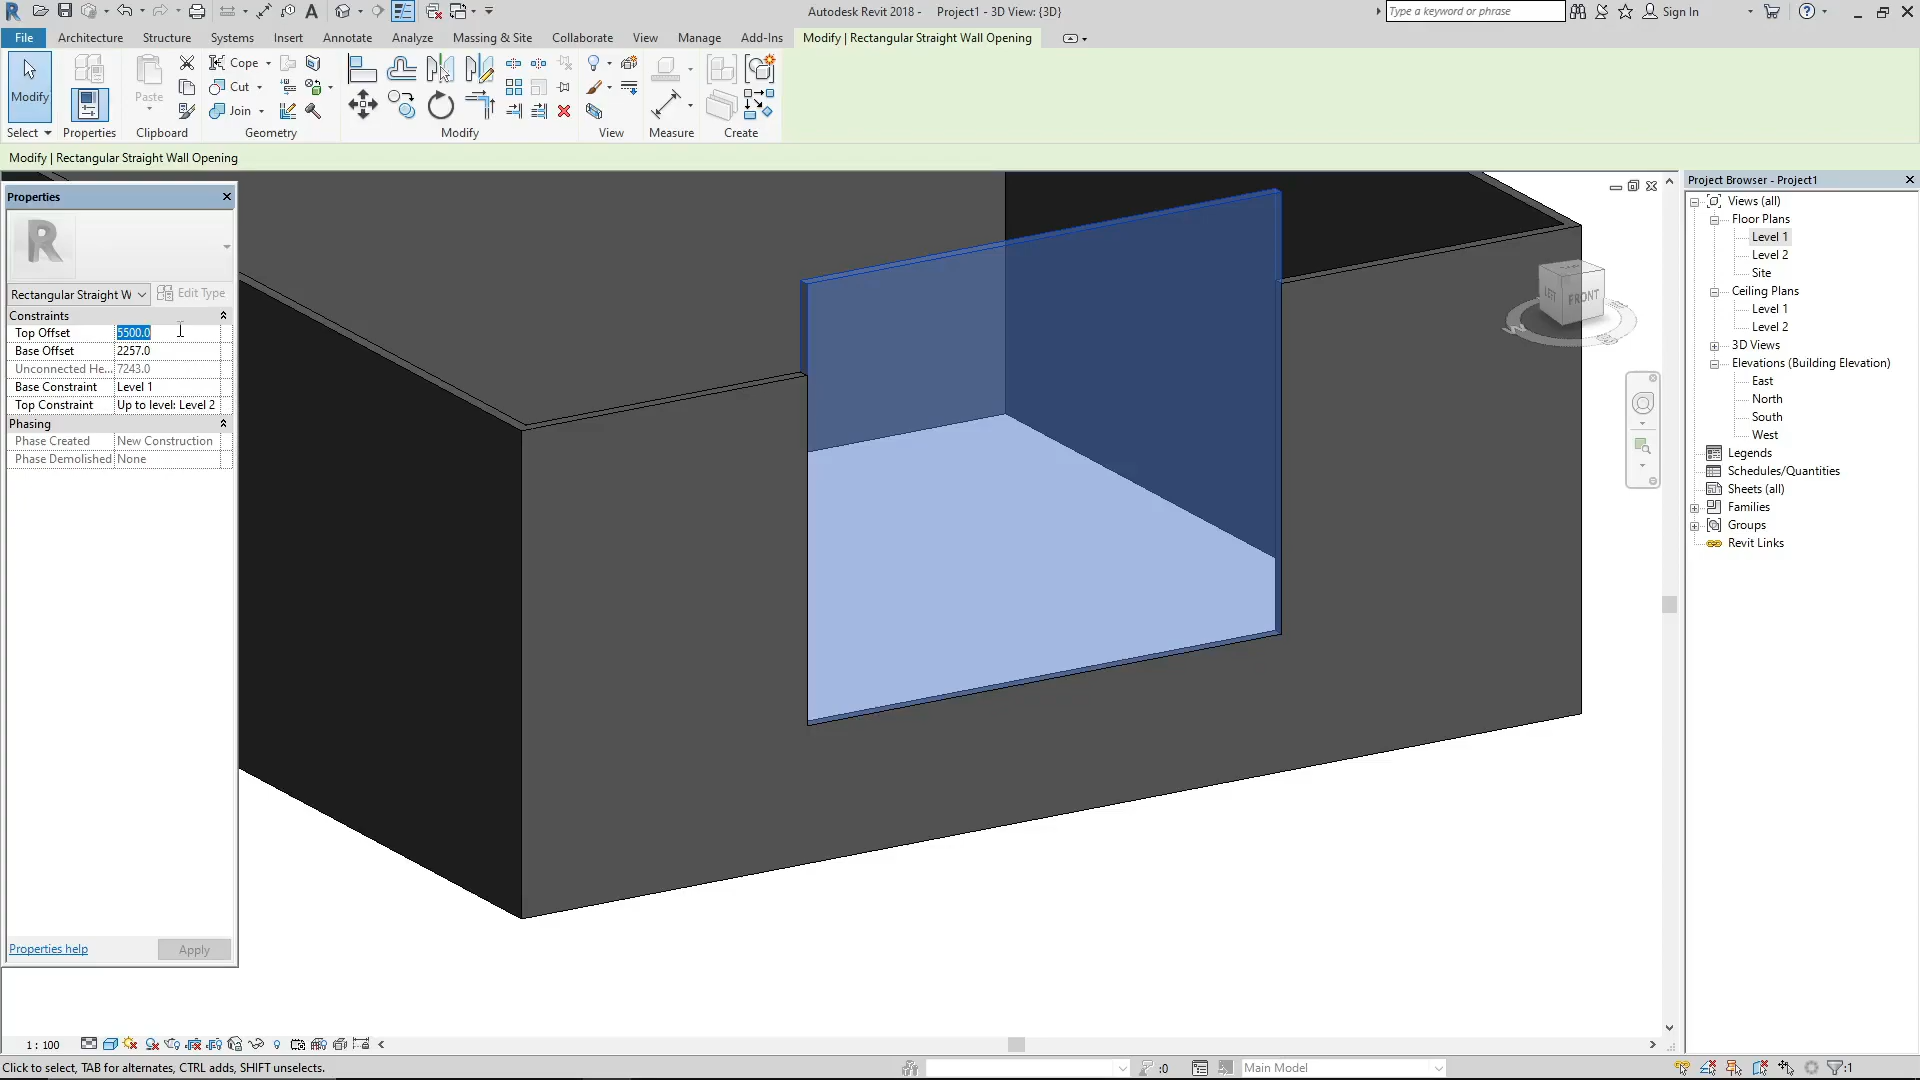 Autodesk Revit 2018 - Project1 - 3D View: {3D}
Type a keyword or phrase
Sign In
File Architecture Structure Systems Insert Annotate Analyze Massing & Site Collaborate View Manage Add-Ins Modify | Rectangular Straight Wall Opening
Modify
Paste
Cope
Cut
Join
Select Properties Clipboard Geometry Modify View Measure Create
Modify | Rectangular Straight Wall Opening
Properties
R
Rectangular Straight W Edit Type
Constraints
Top Offset 5500.0
Base Offset 2257.0
Unconnected He... 7243.0
Base Constraint Level 1
Top Constraint Up to level: Level 2
Phasing
Phase Created New Construction
Phase Demolished None
Properties help
Apply
LEFT
FRONT
W
Project Browser - Project1
Views (all)
Floor Plans
Level 1
Level 2
Site
Ceiling Plans
Level 1
Level 2
3D Views
Elevations (Building Elevation)
East
North
South
West
Legends
Schedules/Quantities
Sheets (all)
Families
Groups
Revit Links
1 : 100
Click to select, TAB for alternates, CTRL adds, SHIFT unselects.
:0
Main Model
:1